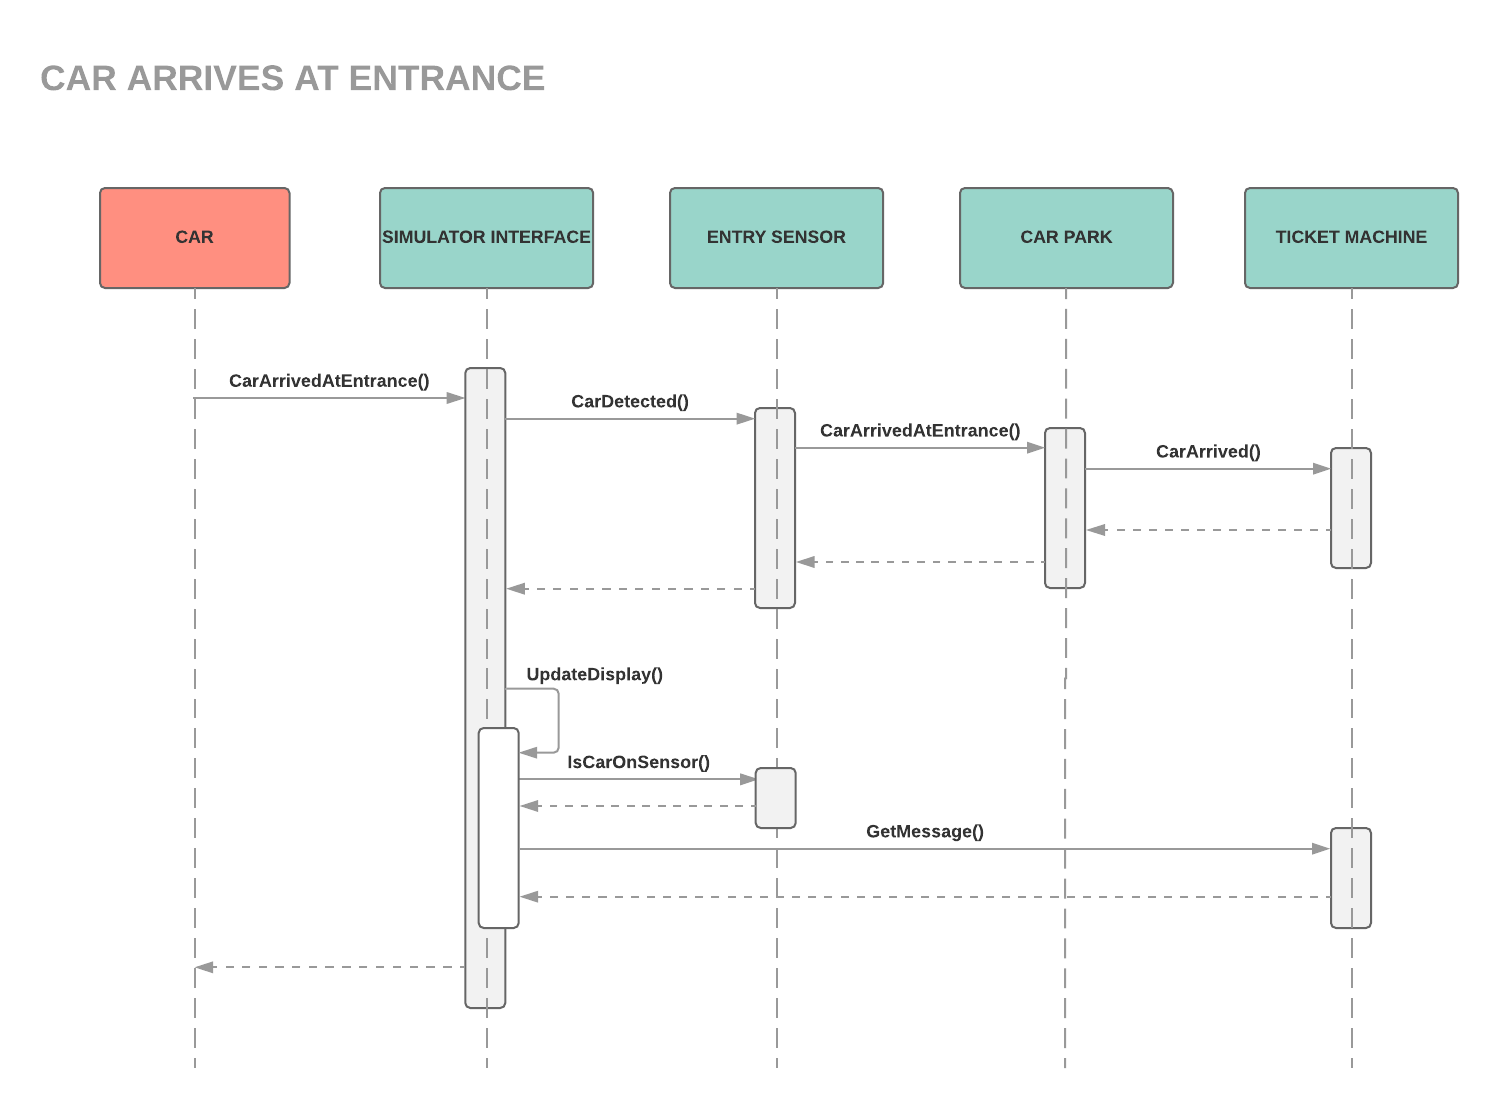 CAR ARRIVES AT ENTRANCE
CAR
SIMULATOR INTERFACE
ENTRY SENSOR
CAR PARK
TICKET MACHINE
CarArrivedAtEntrance()
CarDetected()
CarArrivedAtEntrance()
CarArrived()
UpdateDisplay()
IsCarOnSensor()
GetMessage()